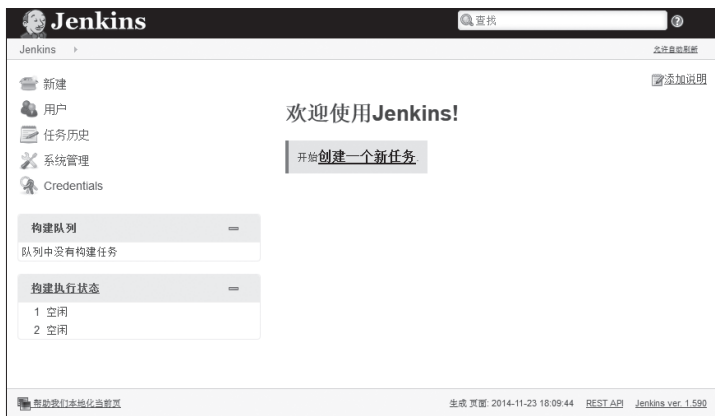 Jenkins
查找
Jenkins
允许自动刷新
新建
用户
任务历史
系统管理
Credentials
构建队列
队列中没有构建任务
构建执行状态
1 空闲
2 空闲
添加说明
欢迎使用Jenkins!
开始创建一个新任务.
帮助我们本地化当前页
生成 页面: 2014-11-23 18:09:44 REST API Jenkins ver. 1.590